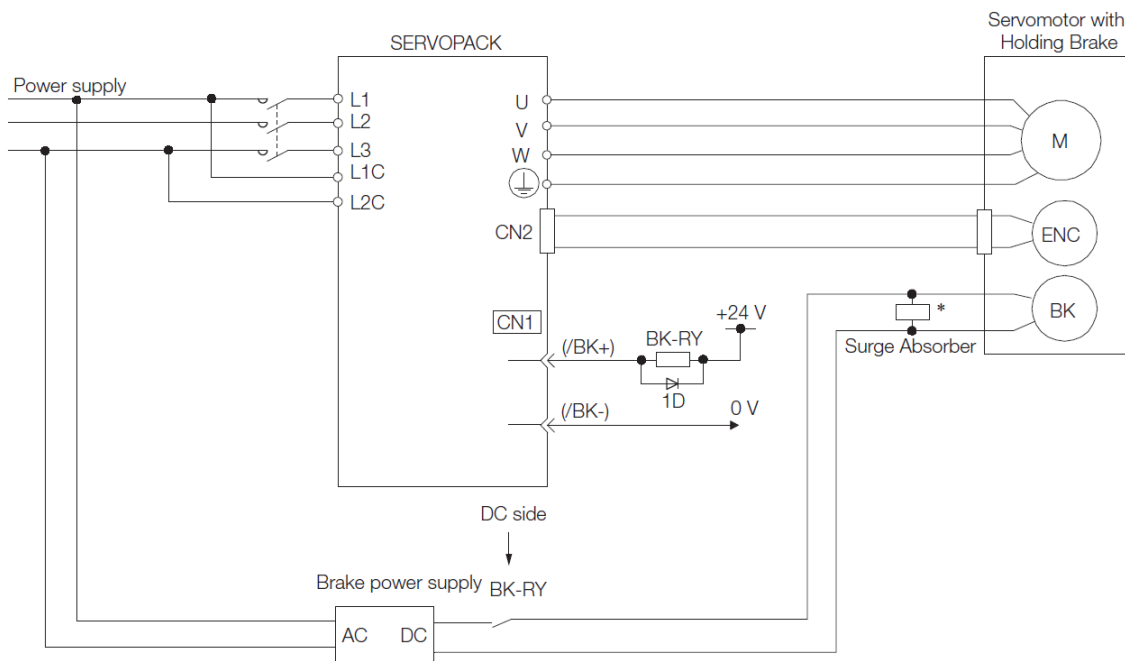 Servomotor with
Holding Brake
SERVOPACK
Power supply
L1
L2
L3
L1C
L2C
U
V
W
M
CN2
ENC
CN1
+24 V
BK-RY
(/BK+)
1D
(/BK-)
0 V
*
BK
Surge Absorber
DC side
Brake power supply
BK-RY
AC
DC